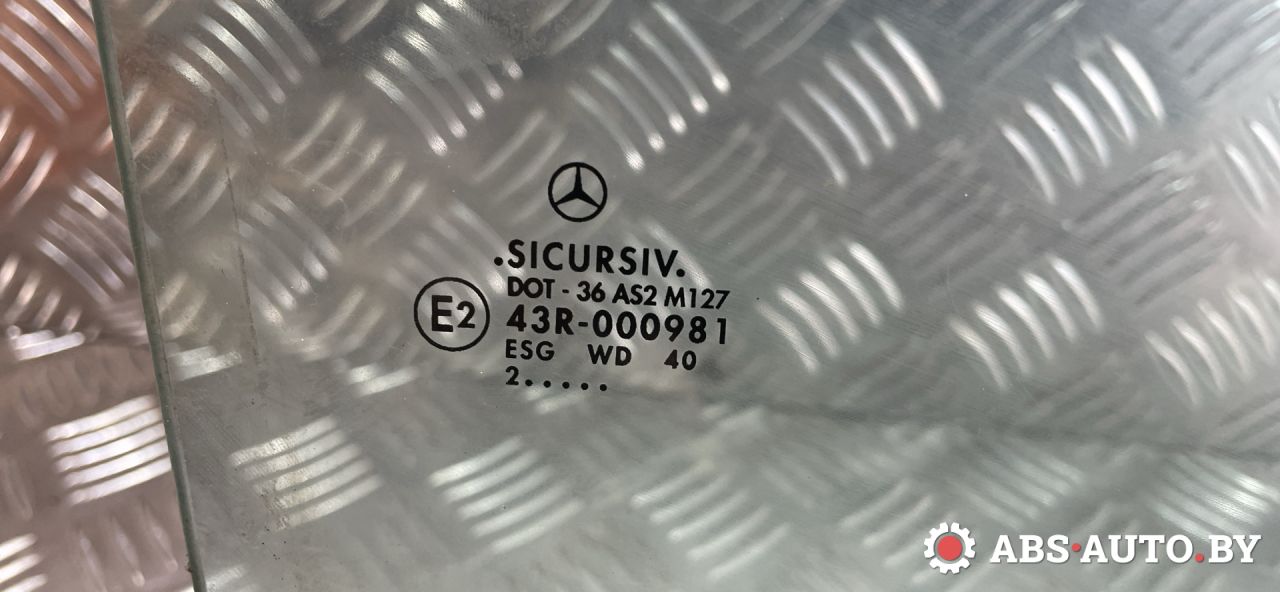 .SICURSIV.
DOT - 36 AS2 M127
E2
43R-000981
ESG WD 40
2.....
ABS·AUTO.BY